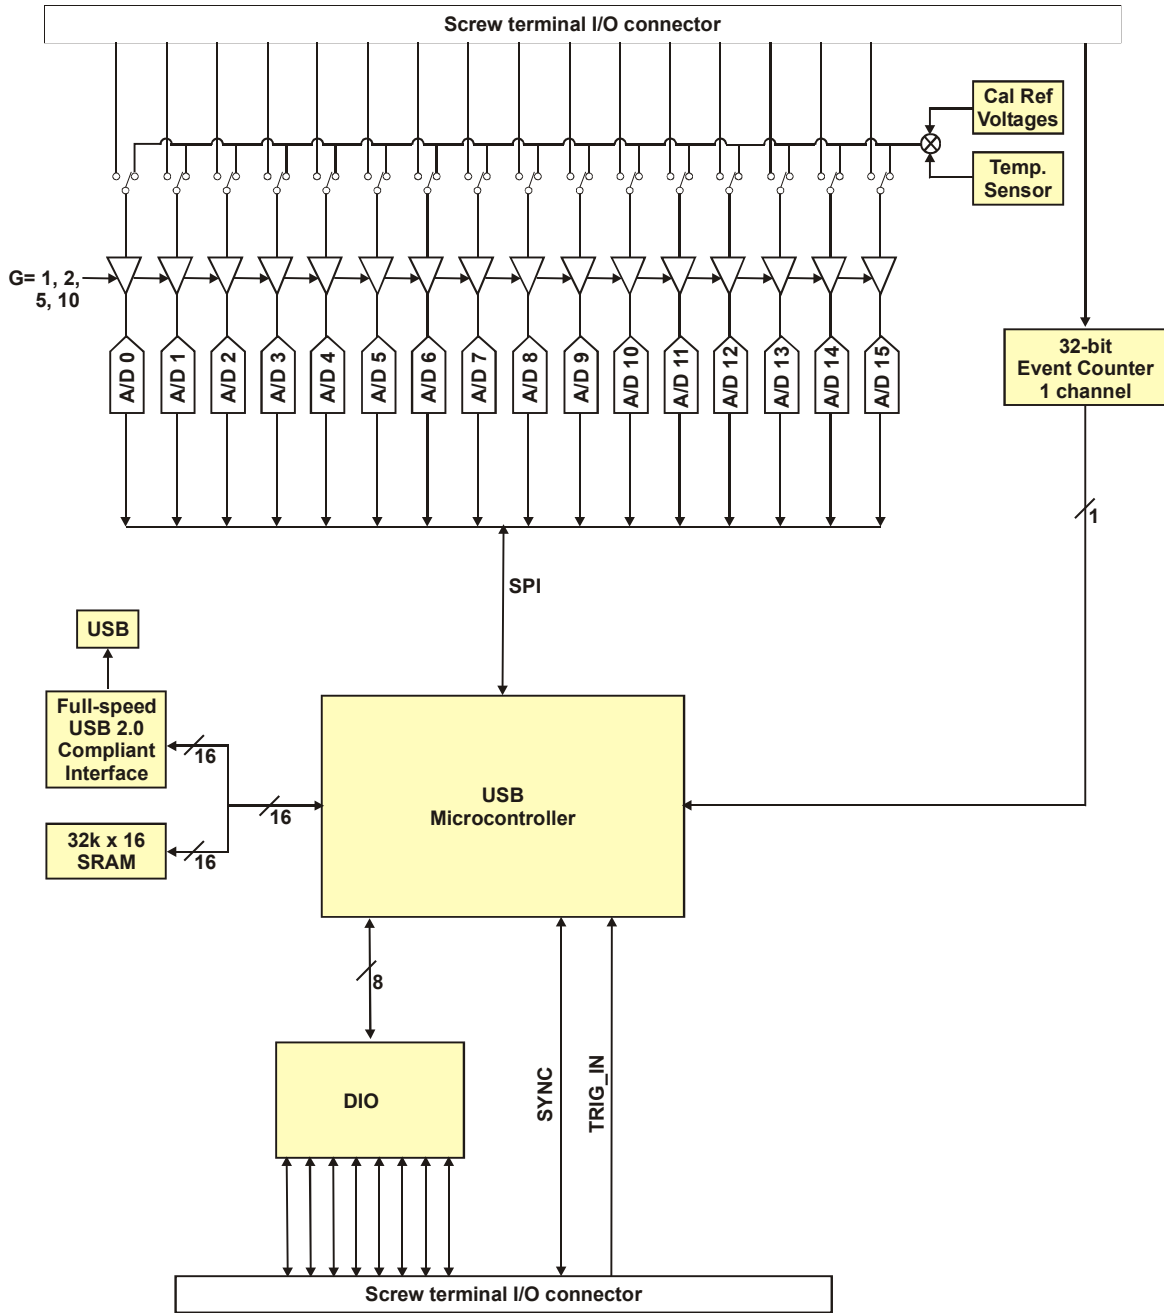 Screw terminal I/O connector
Cal Ref
Voltages
Temp.
Sensor
G= 1, 2,
5, 10
A/D 0
A/D 1
A/D 2
A/D 3
A/D 4
A/D 5
A/D 6
A/D 7
A/D 8
A/D 9
A/D 10
A/D 11
A/D 12
A/D 13
A/D 14
A/D 15
32-bit
Event Counter
1 channel
1
SPI
USB
Full-speed
USB 2.0
Compliant
Interface
16
16
32k x 16
SRAM
16
USB
Microcontroller
8
DIO
SYNC
TRIG_IN
Screw terminal I/O connector